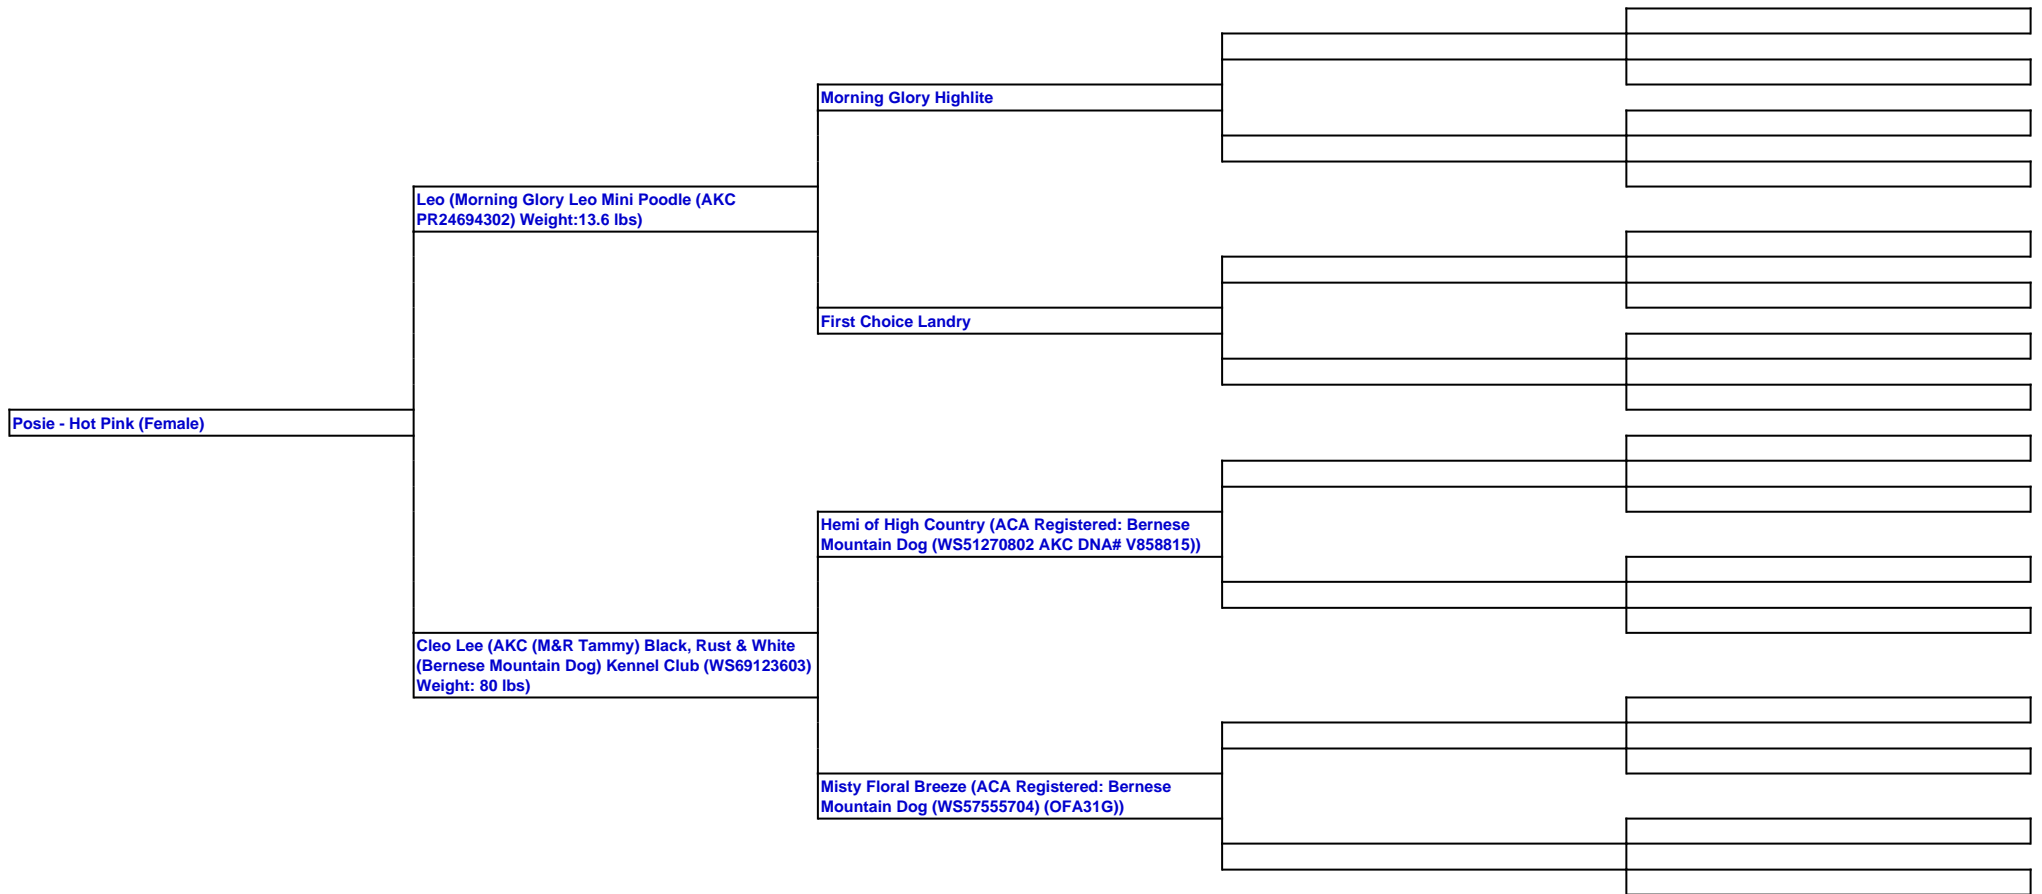 Morning Glory Highlite
Leo (Morning Glory Leo Mini Poodle (AKC
PR24694302) Weight:13.6 lbs)
First Choice Landry
Posie - Hot Pink (Female)
Hemi of High Country (ACA Registered: Bernese
Mountain Dog (WS51270802 AKC DNA# V858815))
Cleo Lee (AKC (M&R Tammy) Black, Rust & White
(Bernese Mountain Dog) Kennel Club (WS69123603)
Weight: 80 lbs)
Misty Floral Breeze (ACA Registered: Bernese
Mountain Dog (WS57555704) (OFA31G))